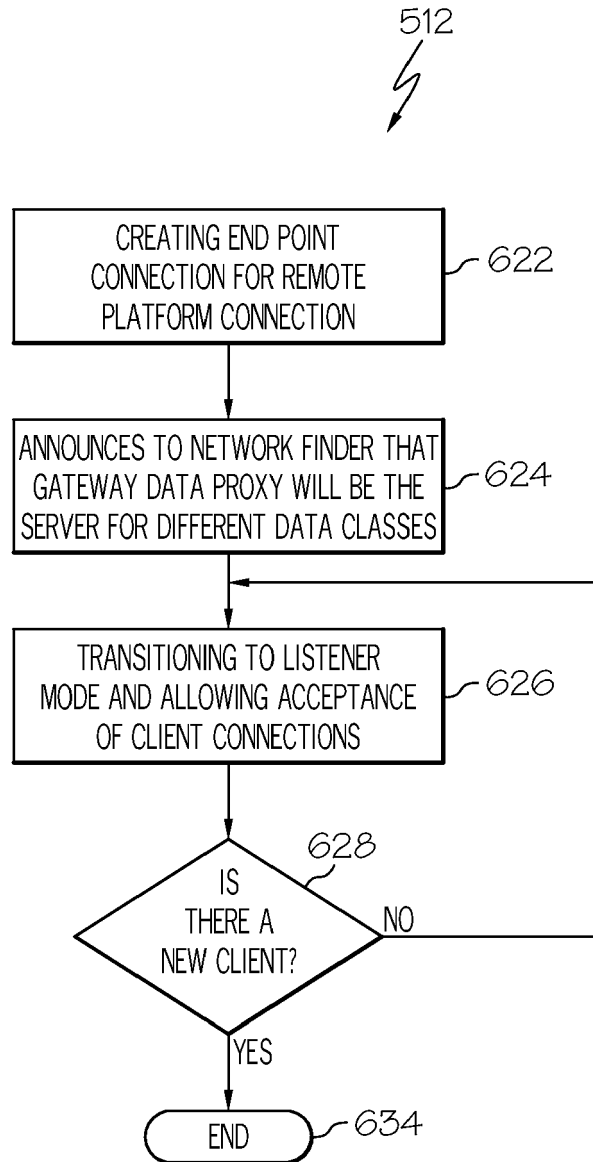 512
CREATING END POINT
CONNECTION FOR REMOTE
PLATFORM CONNECTION
622
ANNOUNCES TO NETWORK FINDER THAT
GATEWAY DATA PROXY WILL BE THE
SERVER FOR DIFFERENT DATA CLASSES
624
TRANSITIONING TO LISTENER
MODE AND ALLOWING ACCEPTANCE
OF CLIENT CONNECTIONS
626
628
IS
THERE A
NEW CLIENT?
NO
YES
END
634